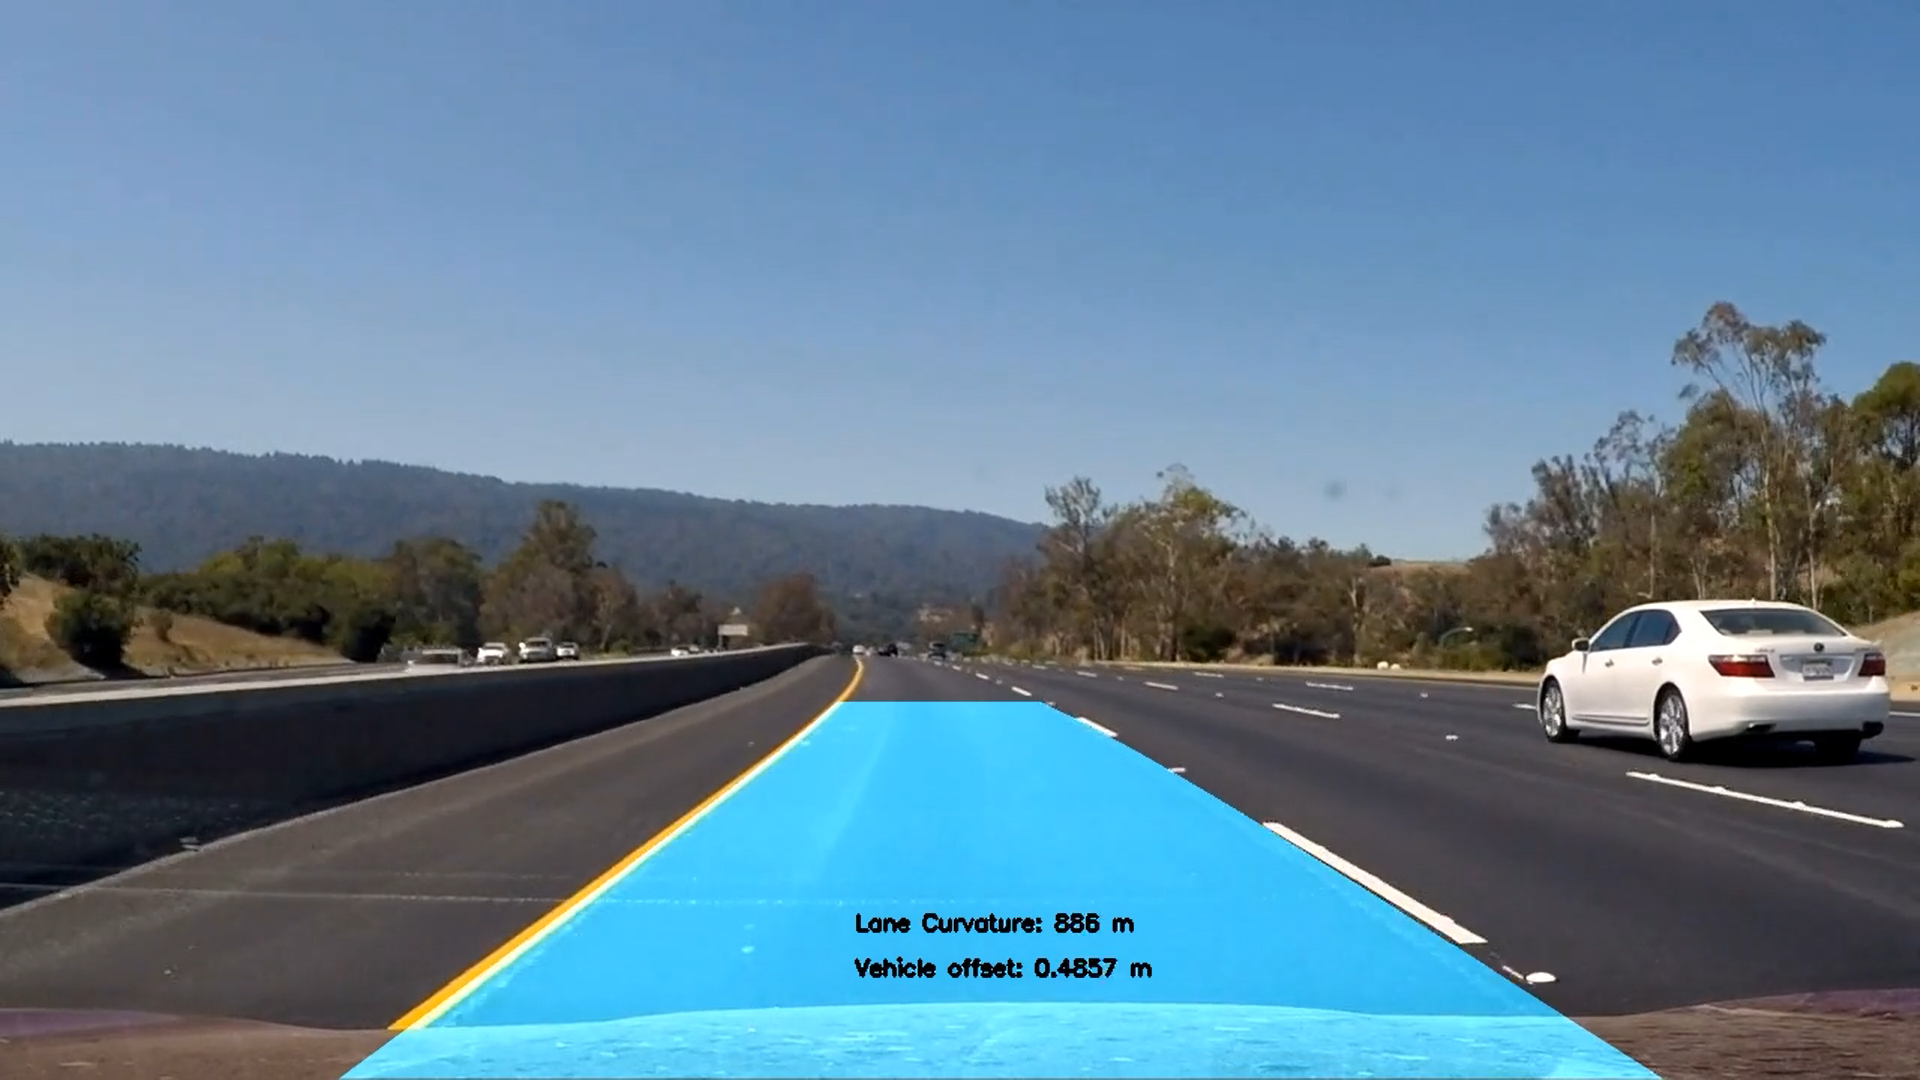 Lane Curvature: 886 m
Vehicle offset: 0.4857 m